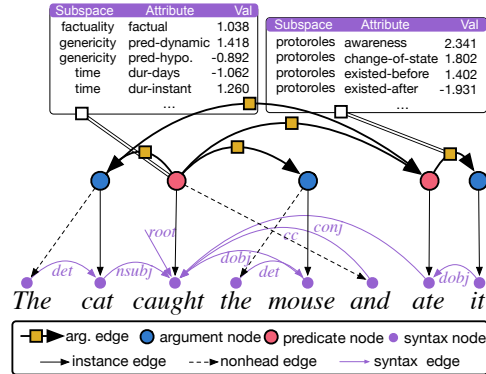 Subspace Attribute Val
factuality factual 1.038
genericity pred-dynamic 1.418
genericity pred-hypo. -0.892
time dur-days -1.062
time dur-instant 1.260
...
Subspace Attribute Val
protoroles awareness 2.341
protoroles change-of-state 1.802
protoroles existed-before 1.402
protoroles existed-after -1.931
...
root cc conj
det nsubj dobj det dobj
The cat caught the mouse and ate it
arg. edge argument node predicate node syntax node
instance edge nonhead edge syntax edge